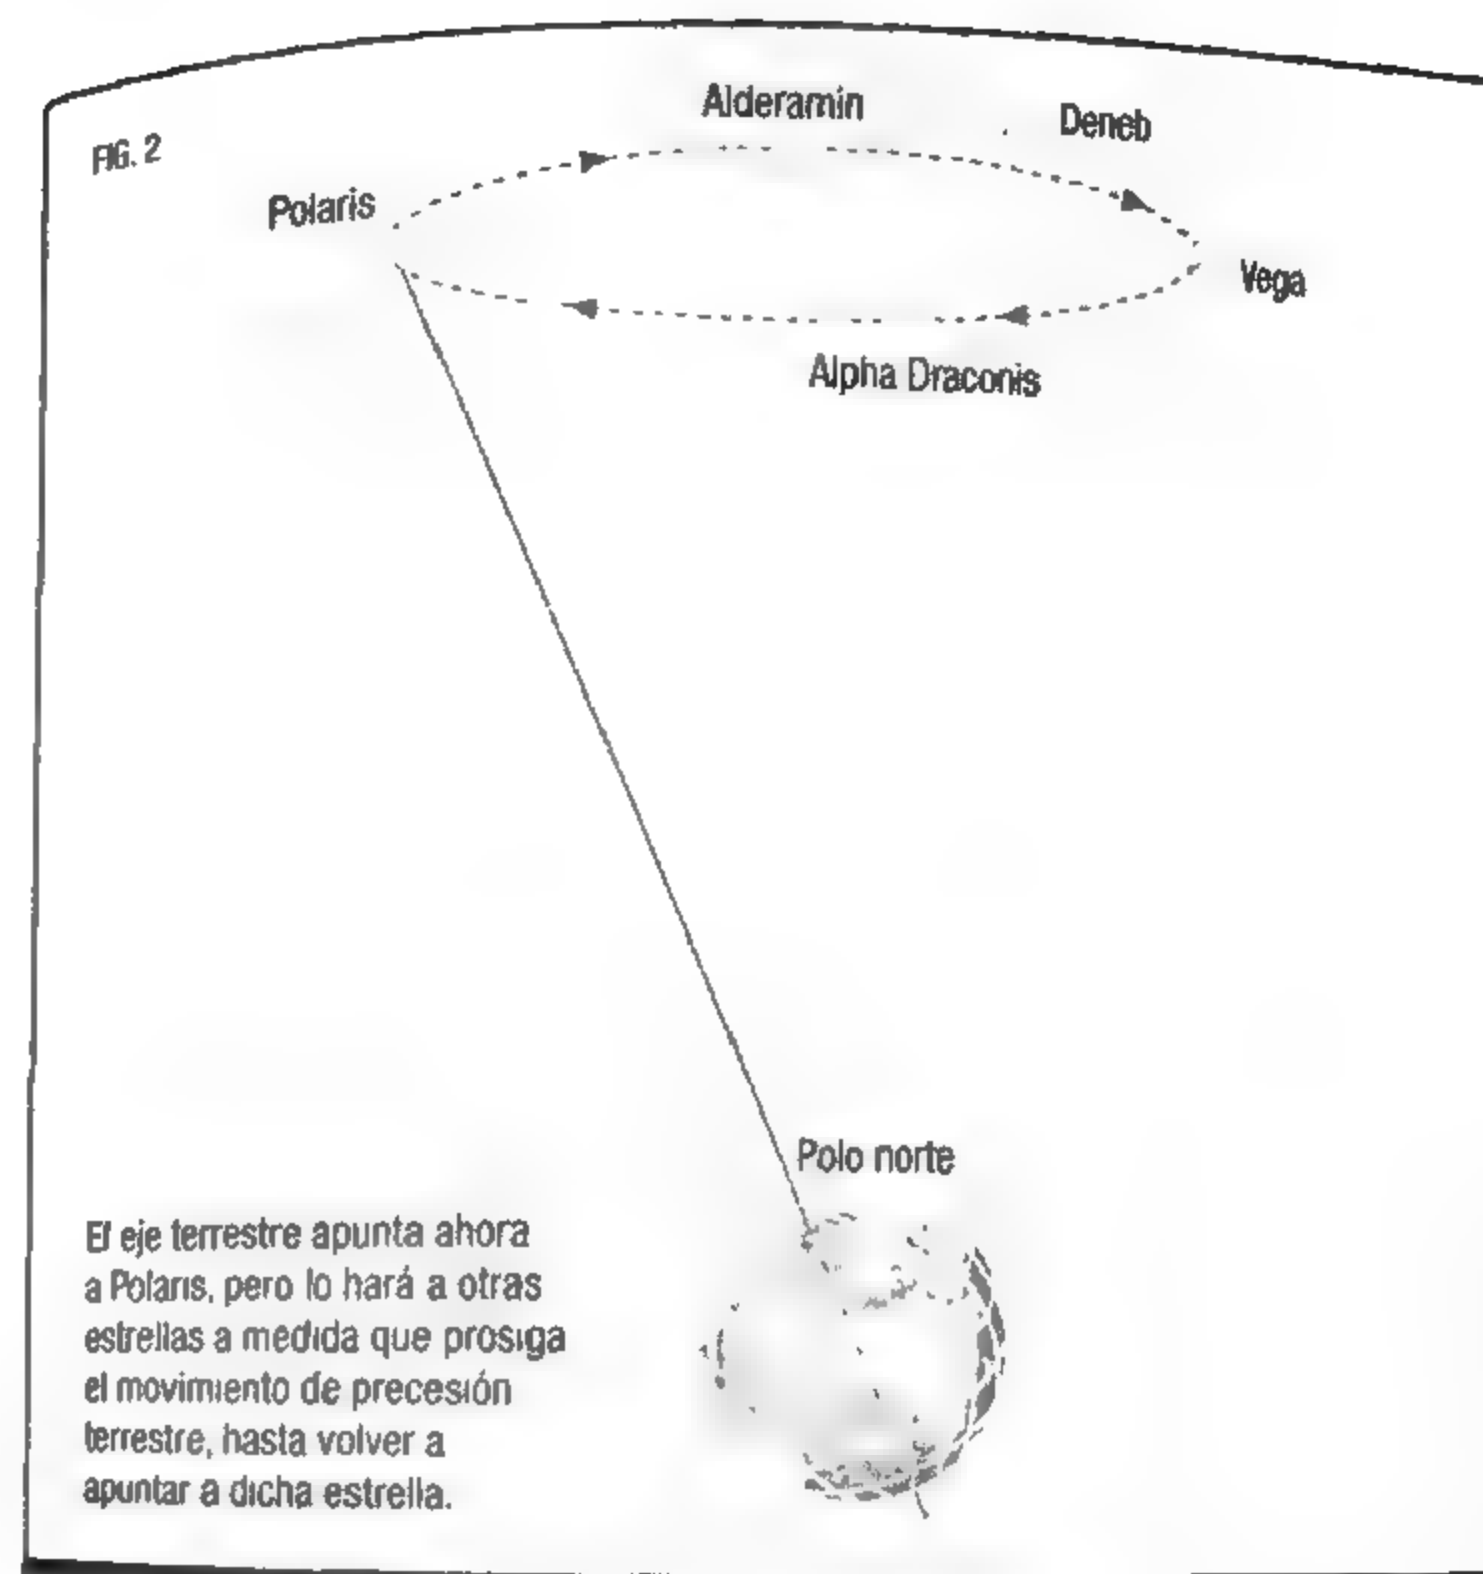 FIG. 2
Alderamin
Deneb
Polaris
Vega
Alpha Draconis
Polo norte
El eje terrestre apunta ahora
a Polaris, pero lo hará a otras
estrellas a medida que prosiga
el movimiento de precesión
terrestre, hasta volver a
apuntar a dicha estrella.